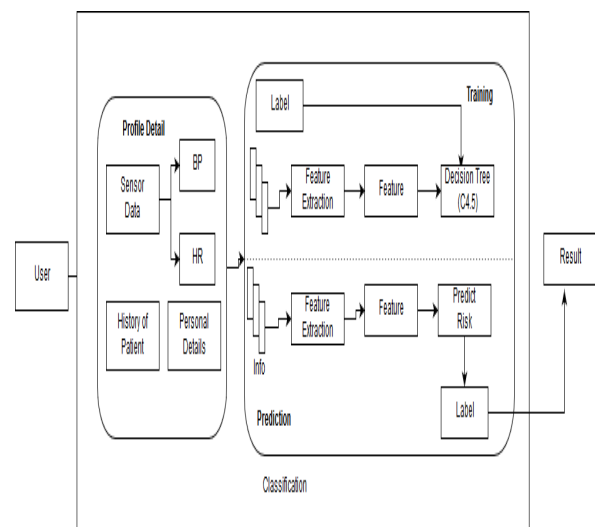 User
Profile Detail
Sensor
Data
BP
HR
History of
Patient
Personal
Details
Training
Label
Feature
Extraction
Feature
Decision Tree
(C4.5)
Info
Feature
Extraction
Feature
Predict
Risk
Label
Prediction
Classification
Result